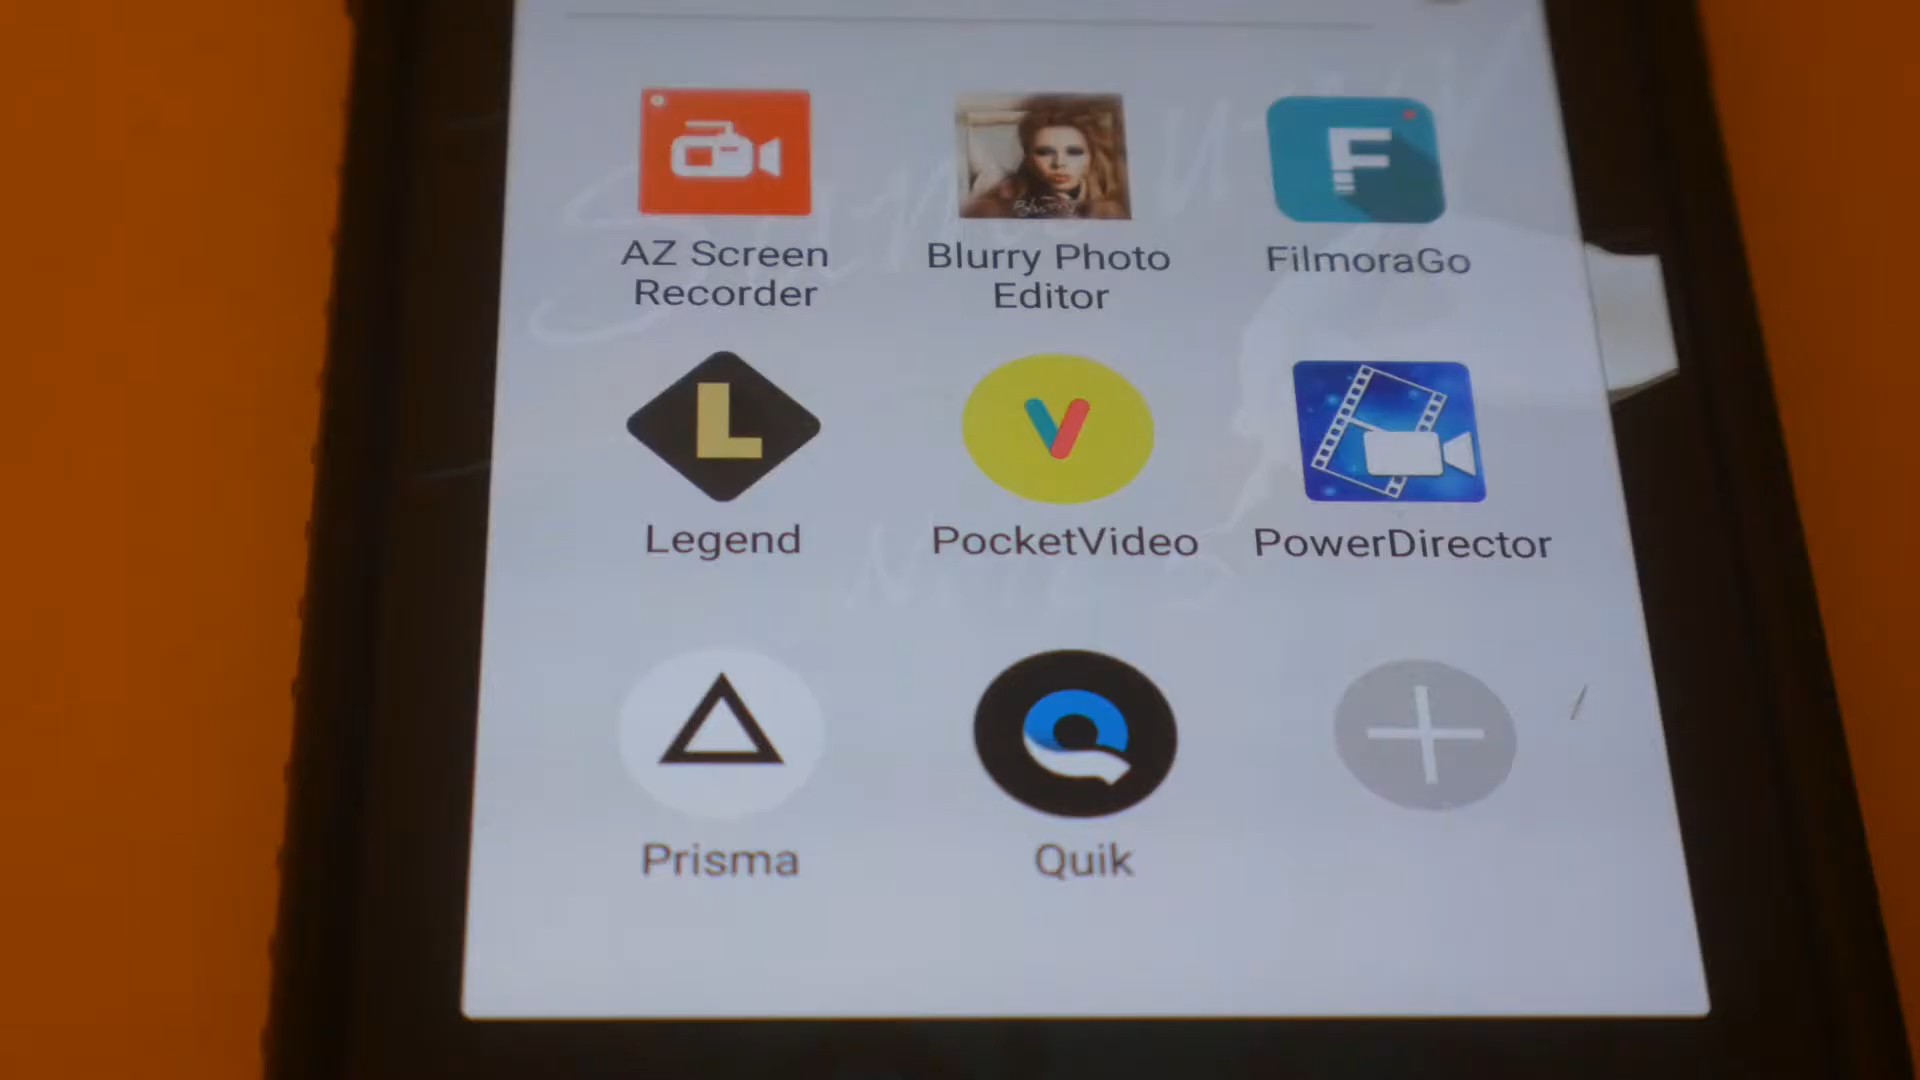 AZ Screen
Recorder
Blurry Photo
Editor
FilmoraGo
L
Legend
PocketVideo
PowerDirector
Prisma
Quik